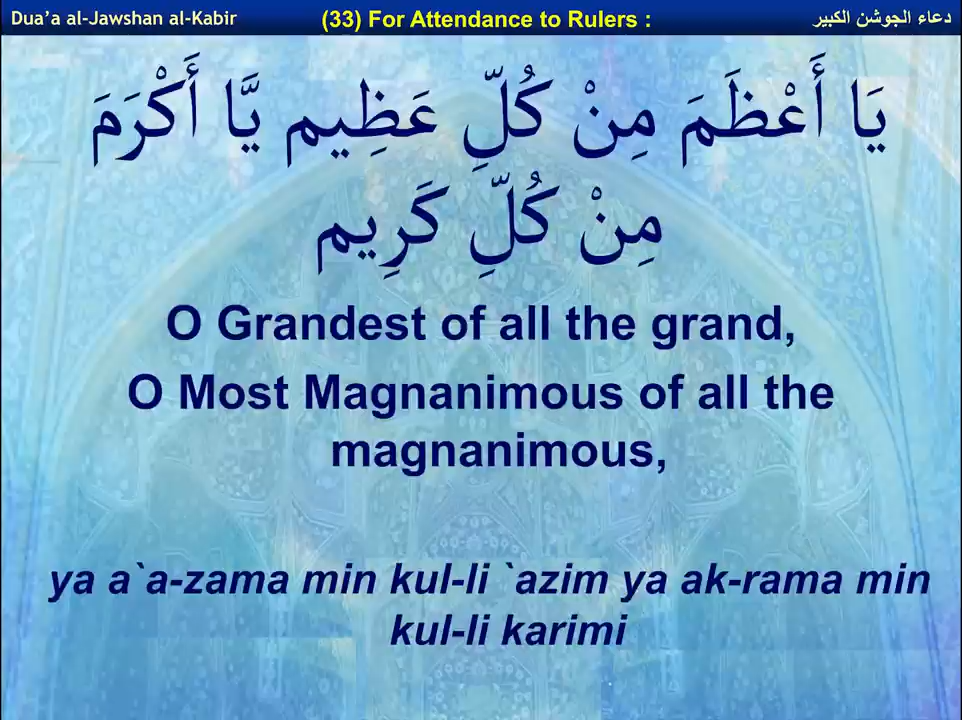 Dua’a al-Jawshan al-Kabir
(33) For Attendance to Rulers :
دعاء الجوشن الكبير
يَا أَعْظَمَ مِنْ كُلِّ عَظِيم يَّا أَكْرَمَ
مِنْ كُلِّ كَرِيم
O Grandest of all the grand,
O Most Magnanimous of all the
magnanimous,
ya a`a-zama min kul-li `azim ya ak-rama min
kul-li karimi